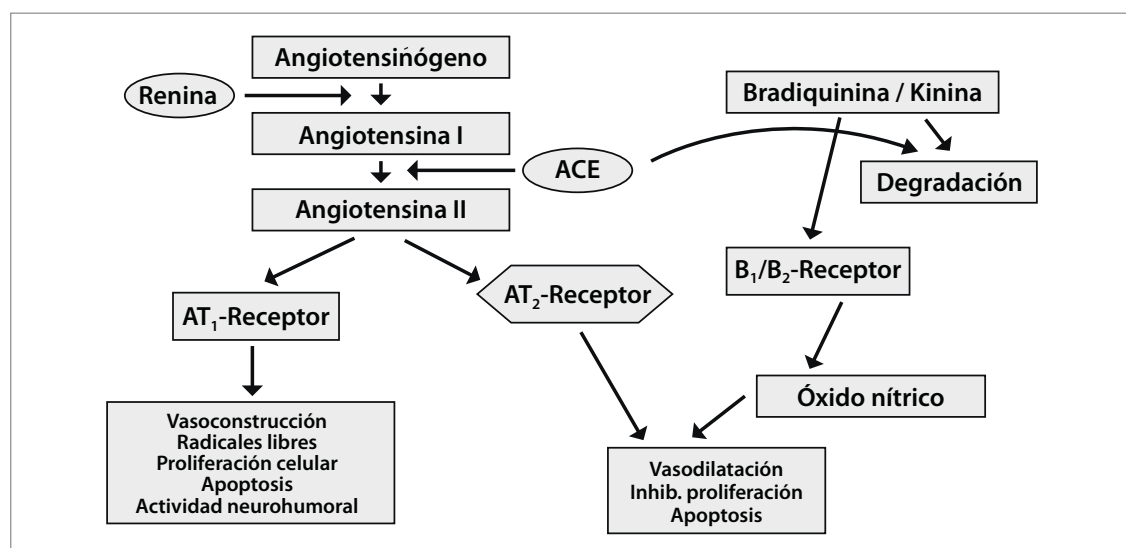 Angiotensińógeno
Renina
Bradiquinina / Kinina
Angiotensina I
ACE
Degradación
Angiotensina II
B₁/B₂-Receptor
AT₂-Receptor
AT₁-Receptor
Óxido nítrico
Vasoconstrucción
Radicales libres
Proliferación celular
Apoptosis
Actividad neurohumoral
Vasodilatación
Inhib. proliferación
Apoptosis